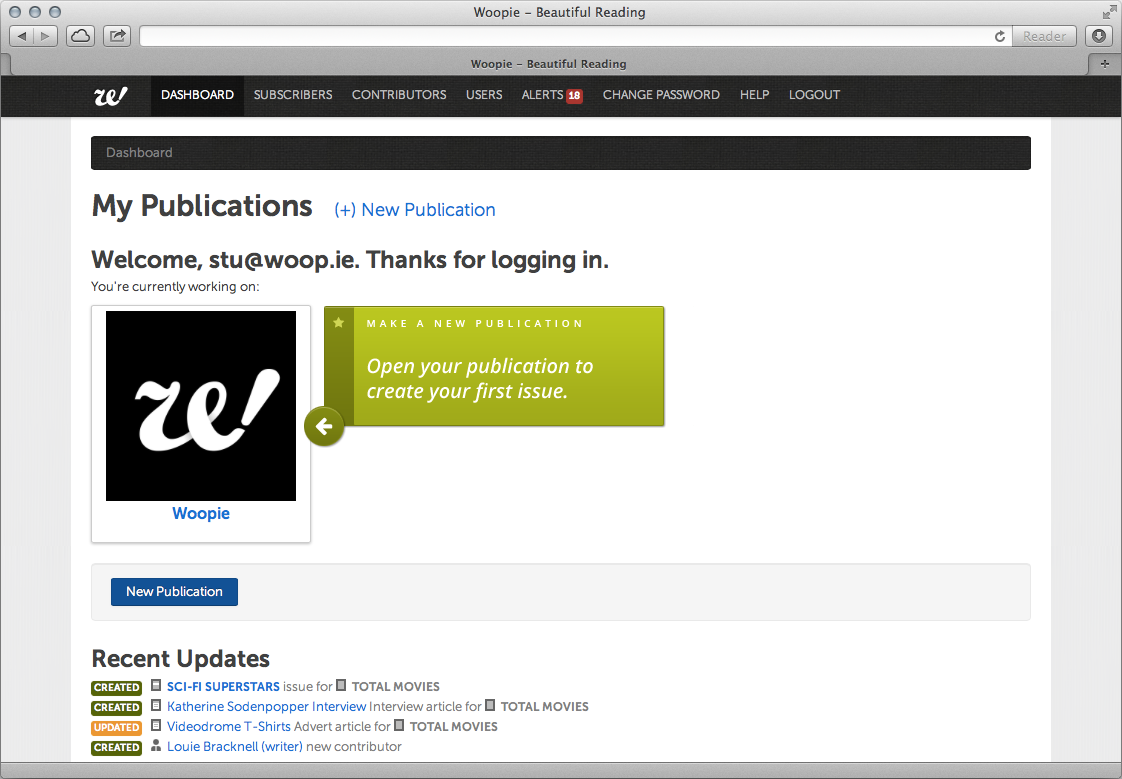 Woopie – Beautiful Reading
Reader
Woopie – Beautiful Reading
we! DASHBOARD SUBSCRIBERS CONTRIBUTORS USERS ALERTS 18 CHANGE PASSWORD HELP LOGOUT
Dashboard
My Publications (+) New Publication
Welcome, stu@woop.ie. Thanks for logging in.
You're currently working on:
MAKE A NEW PUBLICATION
Open your publication to
create your first issue.
we!
Woopie
New Publication
Recent Updates
CREATED SCI-FI SUPERSTARS issue for TOTAL MOVIES
CREATED Katherine Sodenpopper Interview Interview article for TOTAL MOVIES
UPDATED Videodrome T-Shirts Advert article for TOTAL MOVIES
CREATED Louie Bracknell (writer) new contributor